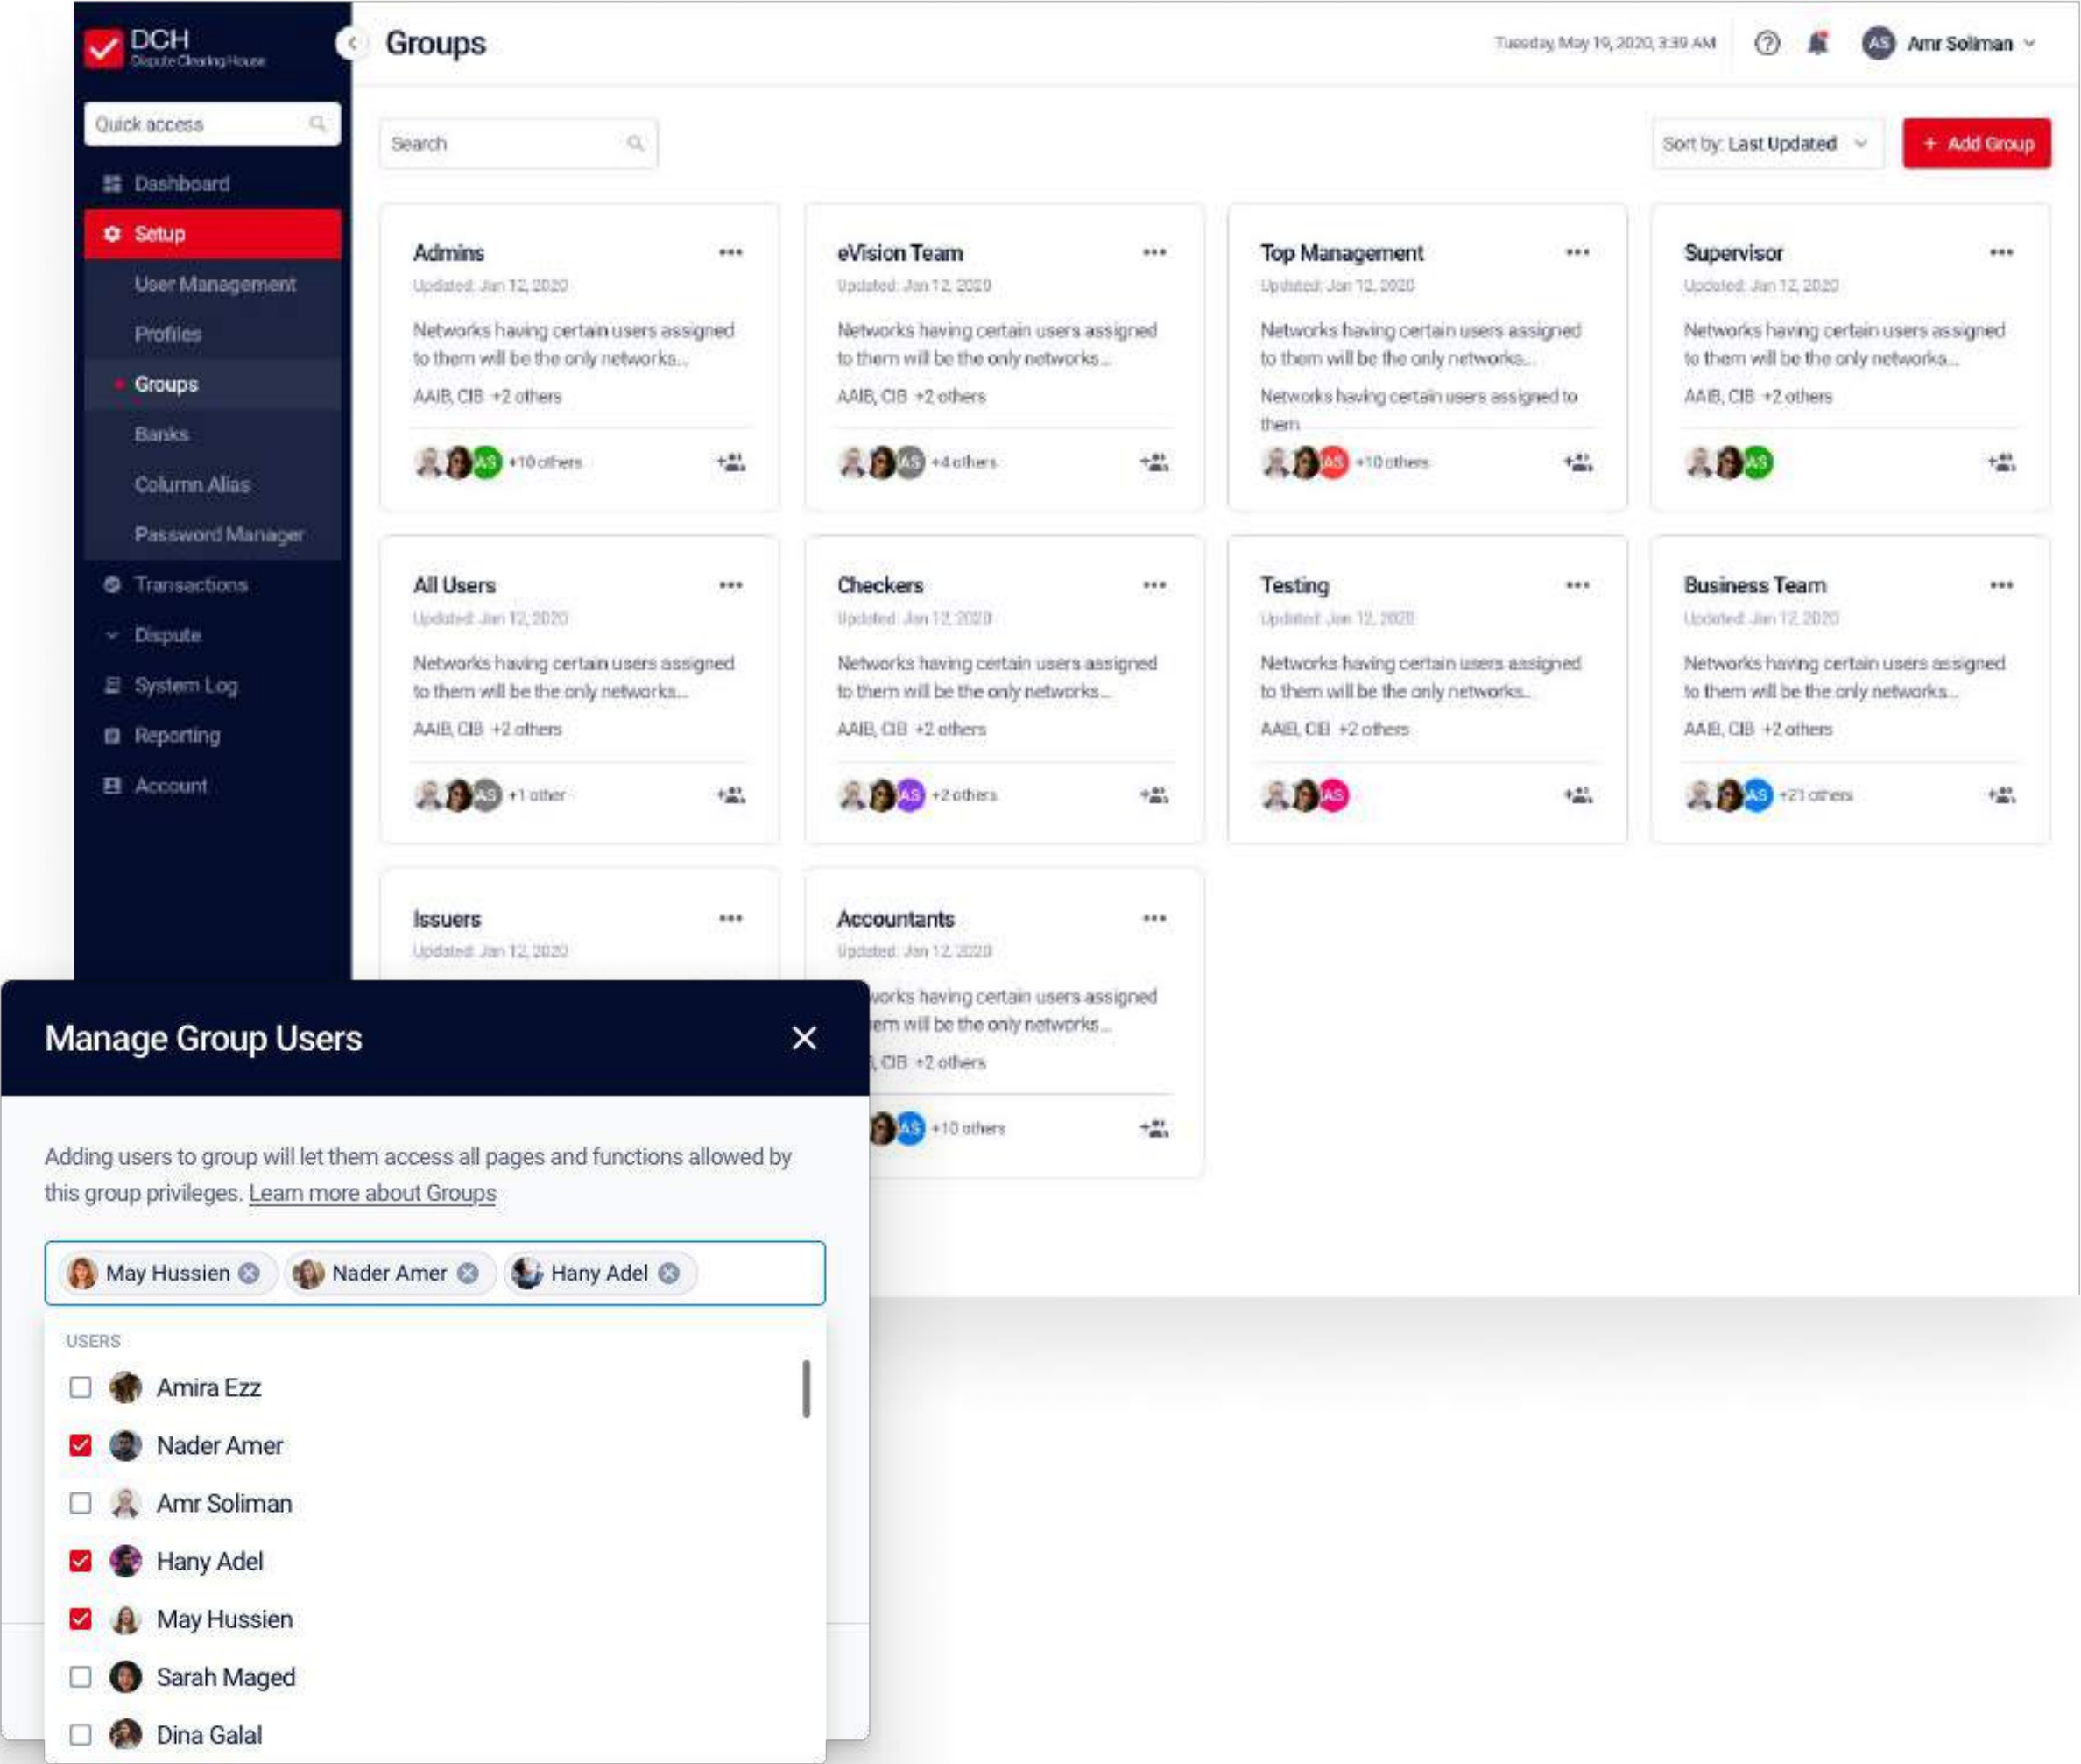 DCH
Dispute Clearing House
Groups
Tuesday, May 19, 2020, 3:39 AM
AS
Amr Soliman
Quick access
Dashboard
Setup
User Management
Profiles
Groups
Banks
Column Alias
Password Manager
Transactions
Dispute
System Log
Reporting
Account
Search
Sort by: Last Updated
+ Add Group
Admins
Updated: Jan 12, 2020
Networks having certain users assigned
to them will be the only networks...
AAIB, CIB +2 others
AS +10 others
eVision Team
Updated: Jan 12, 2020
Networks having certain users assigned
to them will be the only networks...
AAIB, CIB +2 others
AS +4 others
Top Management
Updated: Jan 12, 2020
Networks having certain users assigned
to them will be the only networks...
Networks having certain users assigned to
them
AS +10 others
Supervisor
Updated: Jan 12, 2020
Networks having certain users assigned
to them will be the only networks...
AAIB, CIB +2 others
AS
All Users
Updated: Jan 12, 2020
Networks having certain users assigned
to them will be the only networks...
AAIB, CIB +2 others
AS +1 other
Checkers
Updated: Jan 12, 2020
Networks having certain users assigned
to them will be the only networks...
AAIB, CIB +2 others
AS +2 others
Testing
Updated: Jan 12, 2020
Networks having certain users assigned
to them will be the only networks...
AAIB, CIB +2 others
AS
Business Team
Updated: Jan 12, 2020
Networks having certain users assigned
to them will be the only networks...
AAIB, CIB +2 others
AS +21 others
Issuers
Updated: Jan 12, 2020
Accountants
Updated: Jan 12, 2020
works having certain users assigned
em will be the only networks...
, CIB +2 others
AS +10 others
Manage Group Users
Adding users to group will let them access all pages and functions allowed by
this group privileges. Learn more about Groups
May Hussien
Nader Amer
Hany Adel
USERS
Amira Ezz
Nader Amer
Amr Soliman
Hany Adel
May Hussien
Sarah Maged
Dina Galal